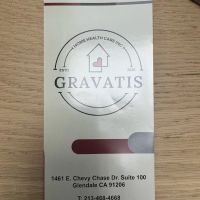 HOME HEALTH CARE INC
GRAVATIS
1461 E. Chevy Chase Dr. Suite 100
Glendale CA 91206
T: 213-468-4668